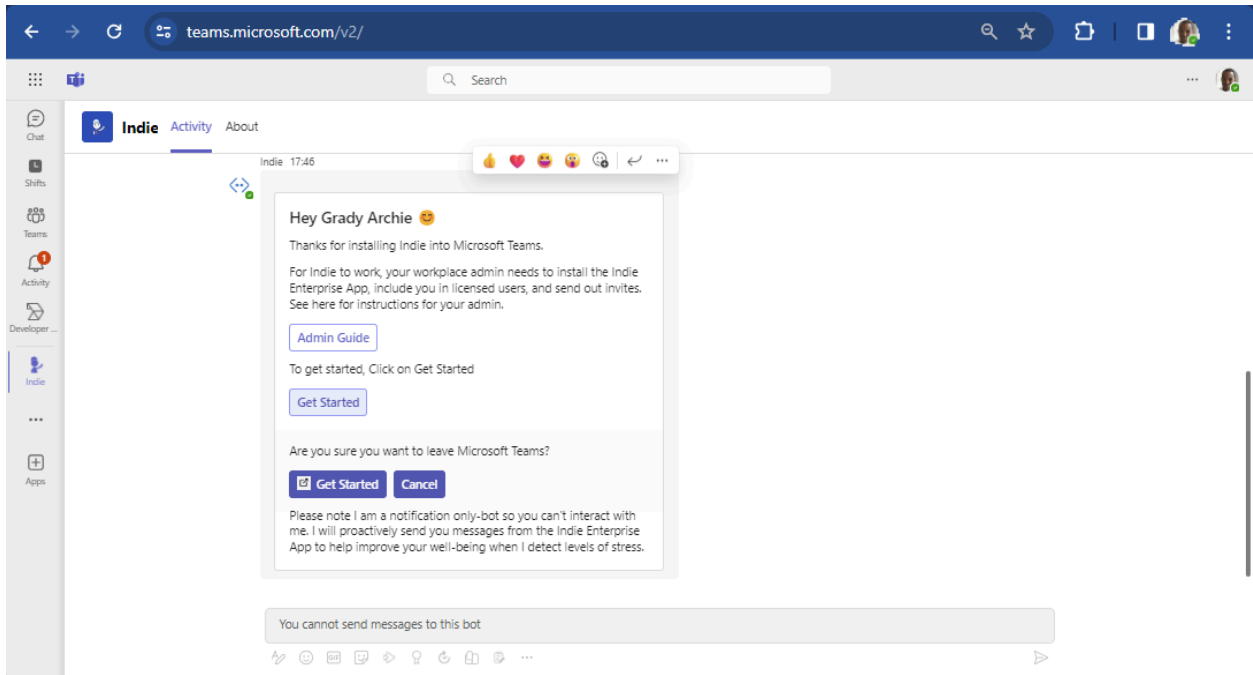 teams.microsoft.com/v2/
Search
Chat
Shifts
Teams
1
Activity
Developer ...
Indie
Apps
Indie Activity About
Indie 17:46
Hey Grady Archie
Thanks for installing Indie into Microsoft Teams.
For Indie to work, your workplace admin needs to install the Indie
Enterprise App, include you in licensed users, and send out invites.
See here for instructions for your admin.
Admin Guide
To get started, Click on Get Started
Get Started
Are you sure you want to leave Microsoft Teams?
Get Started Cancel
Please note I am a notification only-bot so you can't interact with
me. I will proactively send you messages from the Indie Enterprise
App to help improve your well-being when I detect levels of stress.
You cannot send messages to this bot
GIF